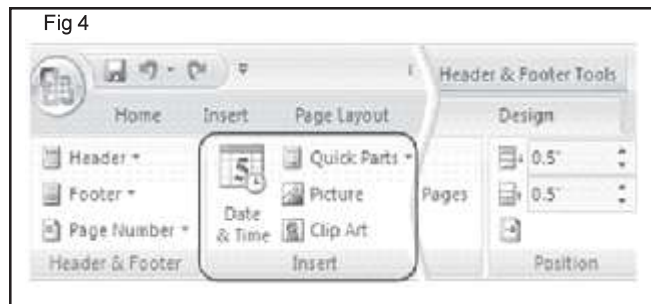 Fig 4
Header & Footer Tools
Home Insert Page Layout Design
Header Quick Parts 0.5"
5
Footer Picture Pages 0.5"
Date
& Time
Page Number Clip Art
Header & Footer Insert Position